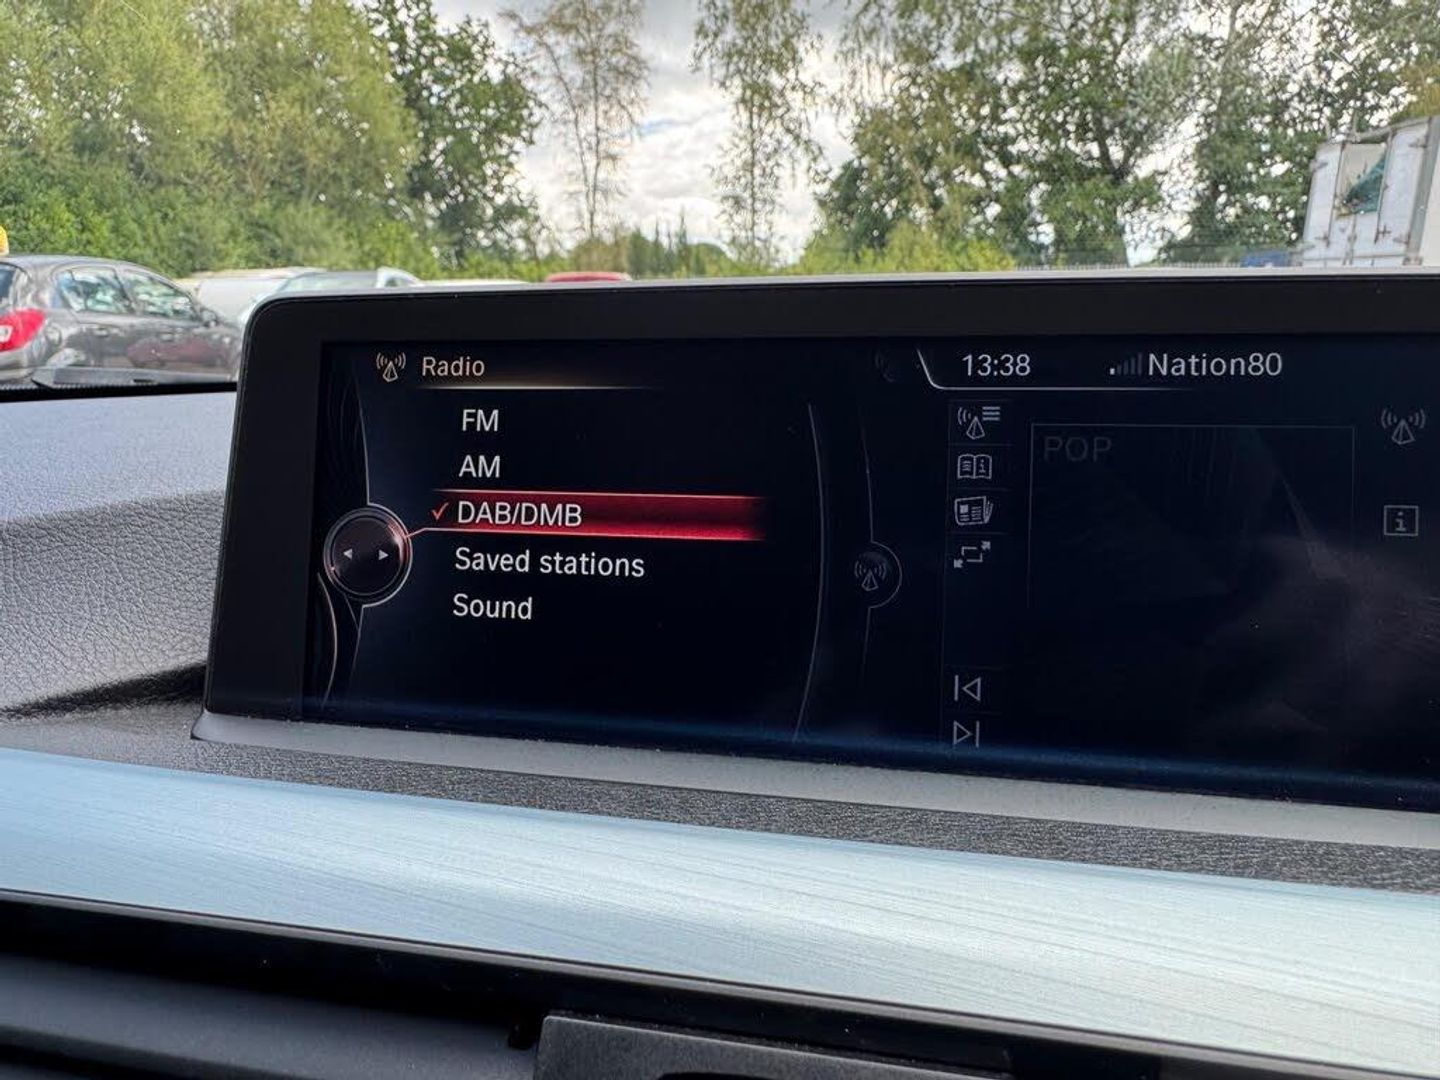 Radio
FM
AM
DAB/DMB
Saved stations
Sound
13:38
Nation80
POP